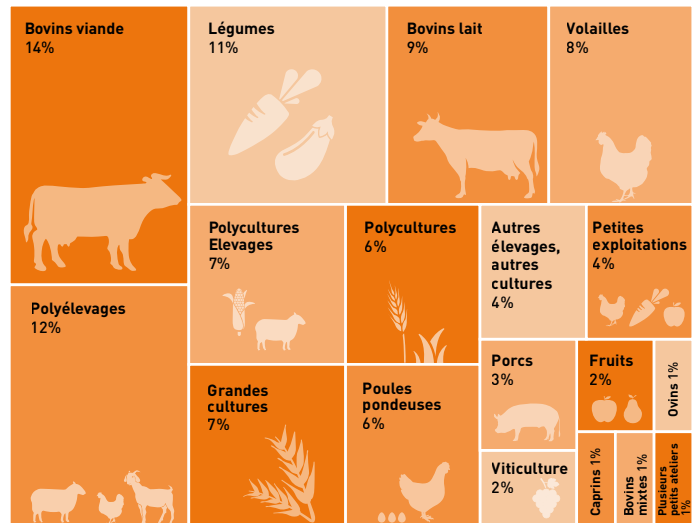 Bovins viande
14%
Légumes
11%
Bovins lait
9%
Volailles
8%
Polyélevages
12%
Polycultures
Elevages
7%
Polycultures
6%
Autres
élevages,
autres
cultures
4%
Petites
exploitations
4%
Grandes
cultures
7%
Poules
pondeuses
6%
Porcs
3%
Fruits
2%
Ovins 1%
Viticulture
2%
Caprins 1%
Bovins
mixtes 1%
Plusieurs
petits ateliers
1%